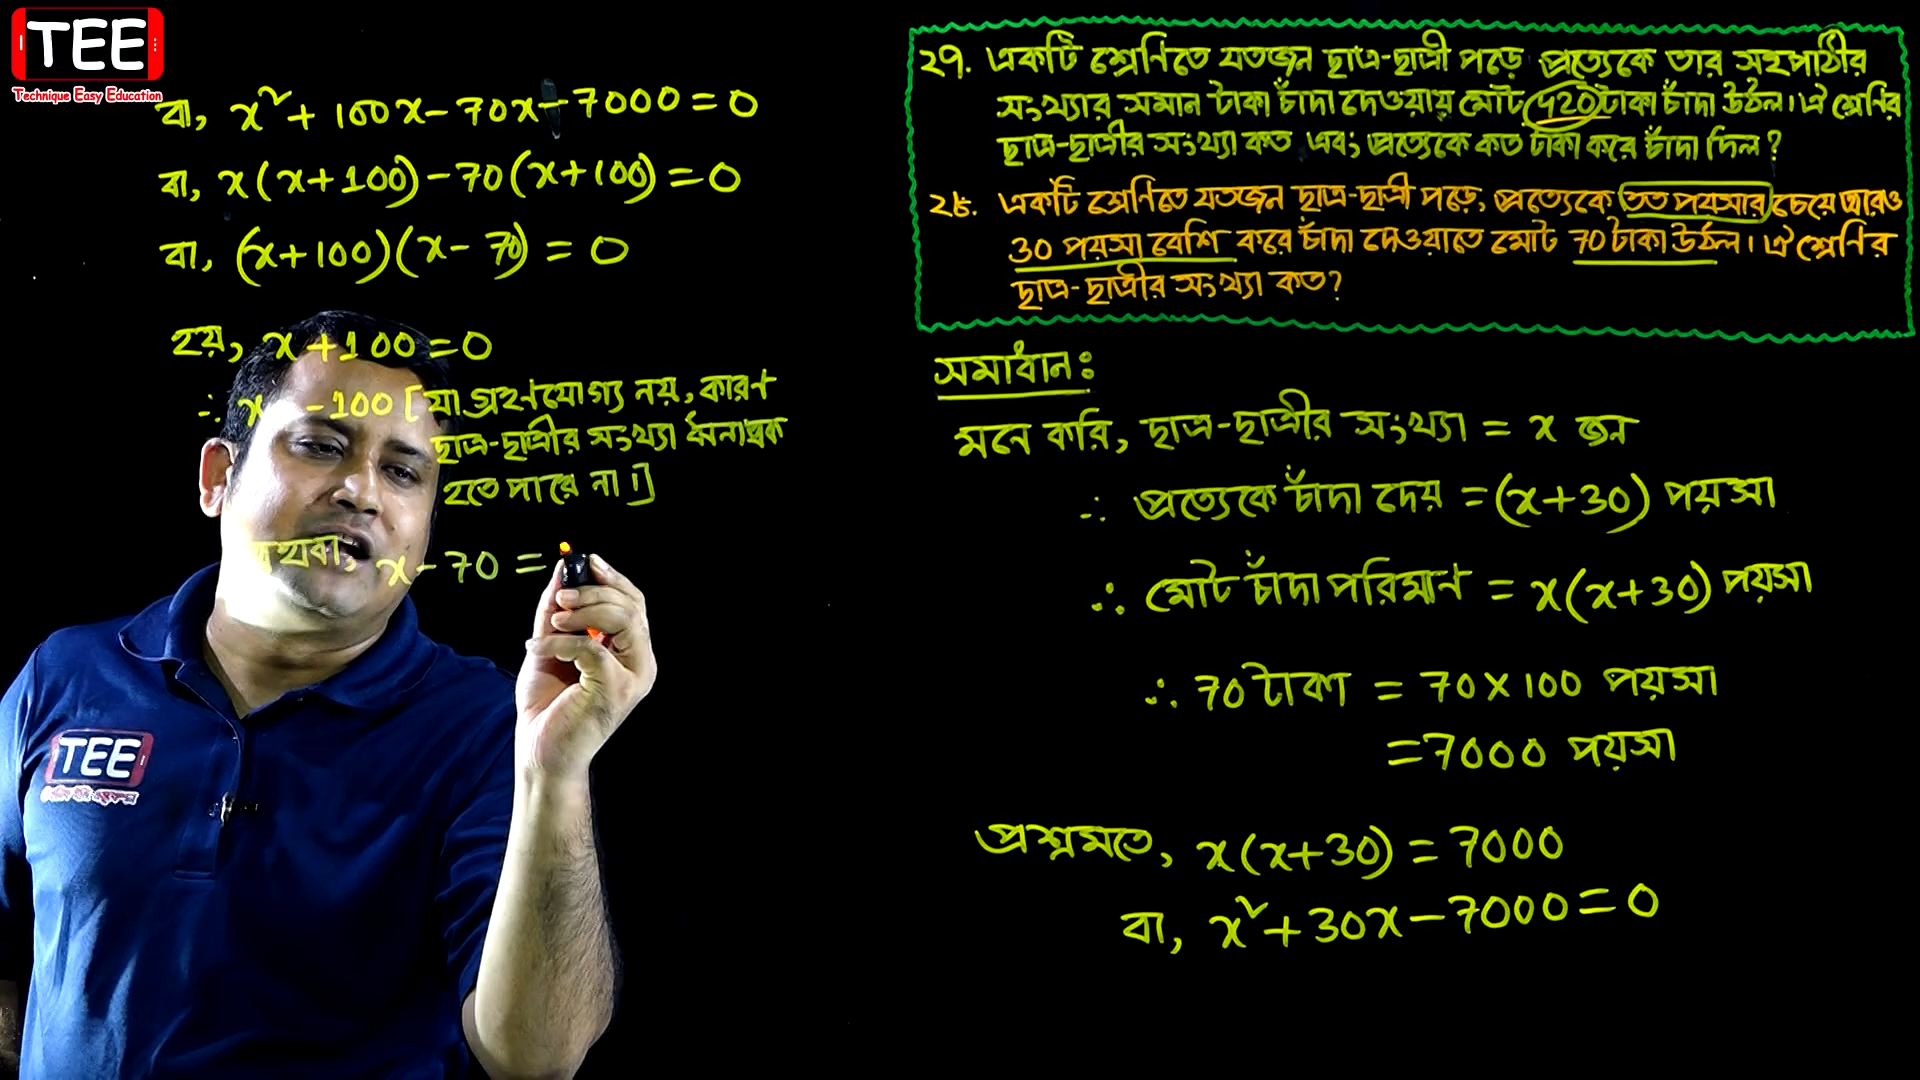 TEE
Technique Easy Education
বা, x² + 100x - 70x - 7000 = 0
বা, x(x+100) - 70(x+100) = 0
বা, (x+100)(x - 70) = 0
হয়, x + 100 = 0
∴ x - 100 [যা গ্রহণযোগ্য নয়, কারণ
ছাত্র-ছাত্রীর সংখ্যা ঋনাত্মক
হতে পারে না।]
অথবা, x - 70 =
TEE
২৭. একটি শ্রেণিতে যতজন ছাত্র-ছাত্রী পড়ে প্রত্যেকে তার সহপাঠীর
সংখ্যার সমান টাকা চাঁদা দেওয়ায় মোট 420 টাকা চাঁদা উঠল। ঐ শ্রেণির
ছাত্র-ছাত্রীর সংখ্যা কত এবং প্রত্যেকে কত টাকা করে চাঁদা দিল?
২৮. একটি শ্রেণিতে যতজন ছাত্র-ছাত্রী পড়ে, প্রত্যেকে তত পয়সার চেয়ে আরও
30 পয়সা বেশি করে চাঁদা দেওয়াতে মোট 70 টাকা উঠল। ঐ শ্রেণির
ছাত্র-ছাত্রীর সংখ্যা কত?
সমাধান:
মনে করি, ছাত্র-ছাত্রীর সংখ্যা = x জন
∴ প্রত্যেকে চাঁদা দেয় = (x+30) পয়সা
∴ মোট চাঁদা পরিমাণ = x(x+30) পয়সা
∴ 70 টাকা = 70 × 100 পয়সা
= 7000 পয়সা
প্রশ্নমতে, x(x+30) = 7000
বা, x² + 30x - 7000 = 0